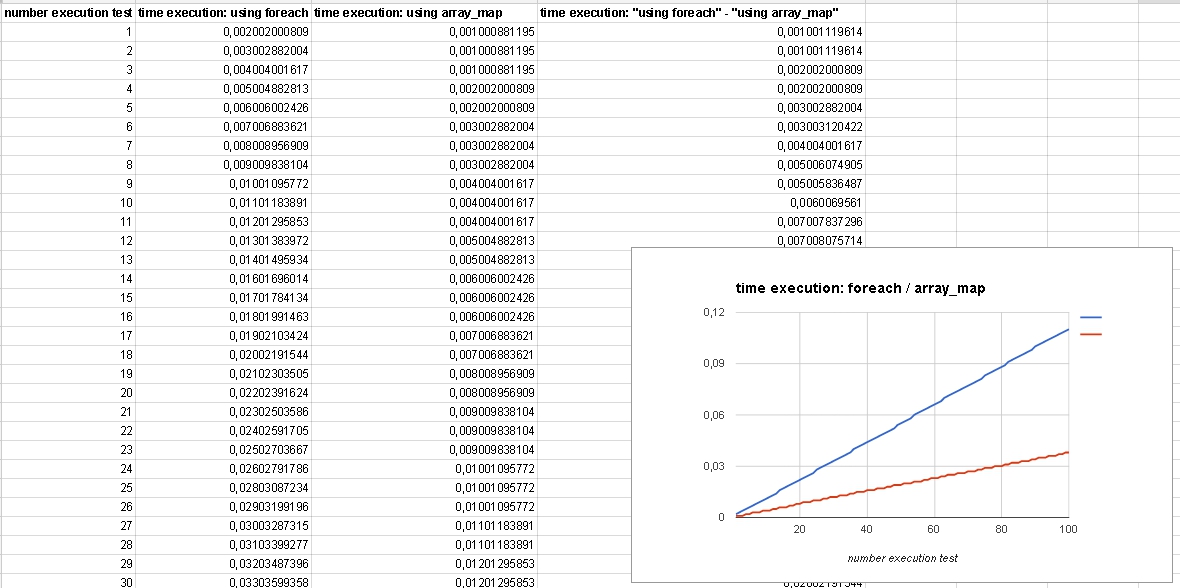 number execution test time execution: using foreach time execution: using array_map time execution: "using foreach" - "using array_map"
1 0,002002000809 0,001000881195 0,001001119614
2 0,003002882004 0,001000881195 0,001001119614
3 0,004004001617 0,001000881195 0,002002000809
4 0,005004882813 0,002002000809 0,002002000809
5 0,006006002426 0,002002000809 0,003002882004
6 0,007006883621 0,003002882004 0,003003120422
7 0,008008956909 0,003002882004 0,004004001617
8 0,009009838104 0,003002882004 0,005006074905
9 0,01001095772 0,004004001617 0,005005836487
10 0,01101183891 0,004004001617 0,0060069561
11 0,01201295853 0,004004001617 0,007007837296
12 0,01301383972 0,005004882813 0,007008075714
13 0,01401495934 0,005004882813
14 0,01601696014 0,006006002426
15 0,01701784134 0,006006002426
16 0,01801991463 0,006006002426
17 0,01902103424 0,007006883621
18 0,02002191544 0,007006883621
19 0,02102303505 0,008008956909
20 0,02202391624 0,008008956909
21 0,02302503586 0,009009838104
22 0,02402591705 0,009009838104
23 0,02502703667 0,009009838104
24 0,02602791786 0,01001095772
25 0,02803087234 0,01001095772
26 0,02903199196 0,01001095772
27 0,03003287315 0,01101183891
28 0,03103399277 0,01101183891
29 0,03203487396 0,01201295853
30 0,03303599358 0,01201295853
time execution: foreach / array_map
0,12
0,09
0,06
0,03
0
20 40 60 80 100
number execution test